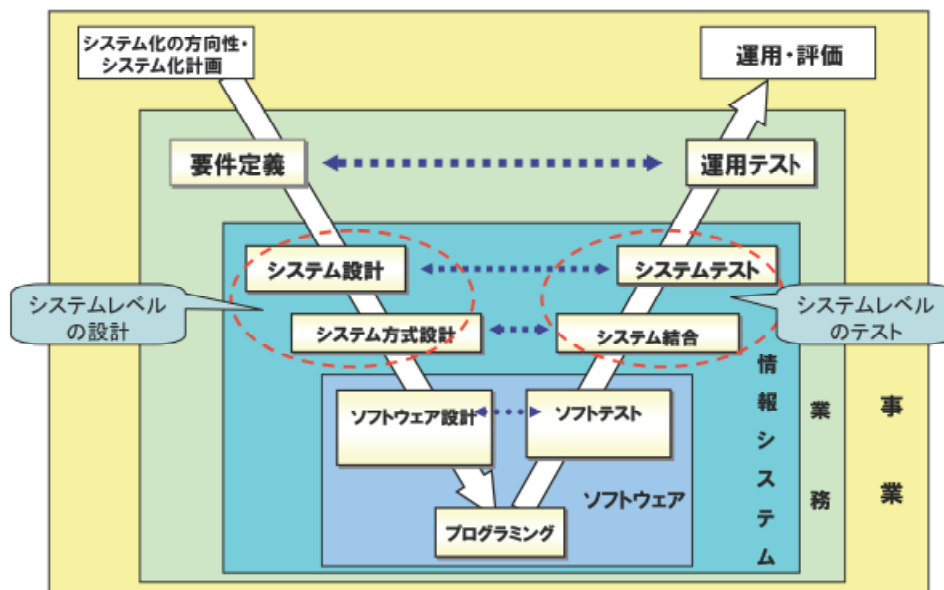 システム化の方向性・
システム化計画
運用・評価
要件定義
運用テスト
システム設計
システムテスト
システムレベル
の設計
システムレベル
のテスト
システム方式設計
システム結合
ソフトウェア設計
ソフトテスト
プログラミング
ソフトウェア
情報システム
業務
事業